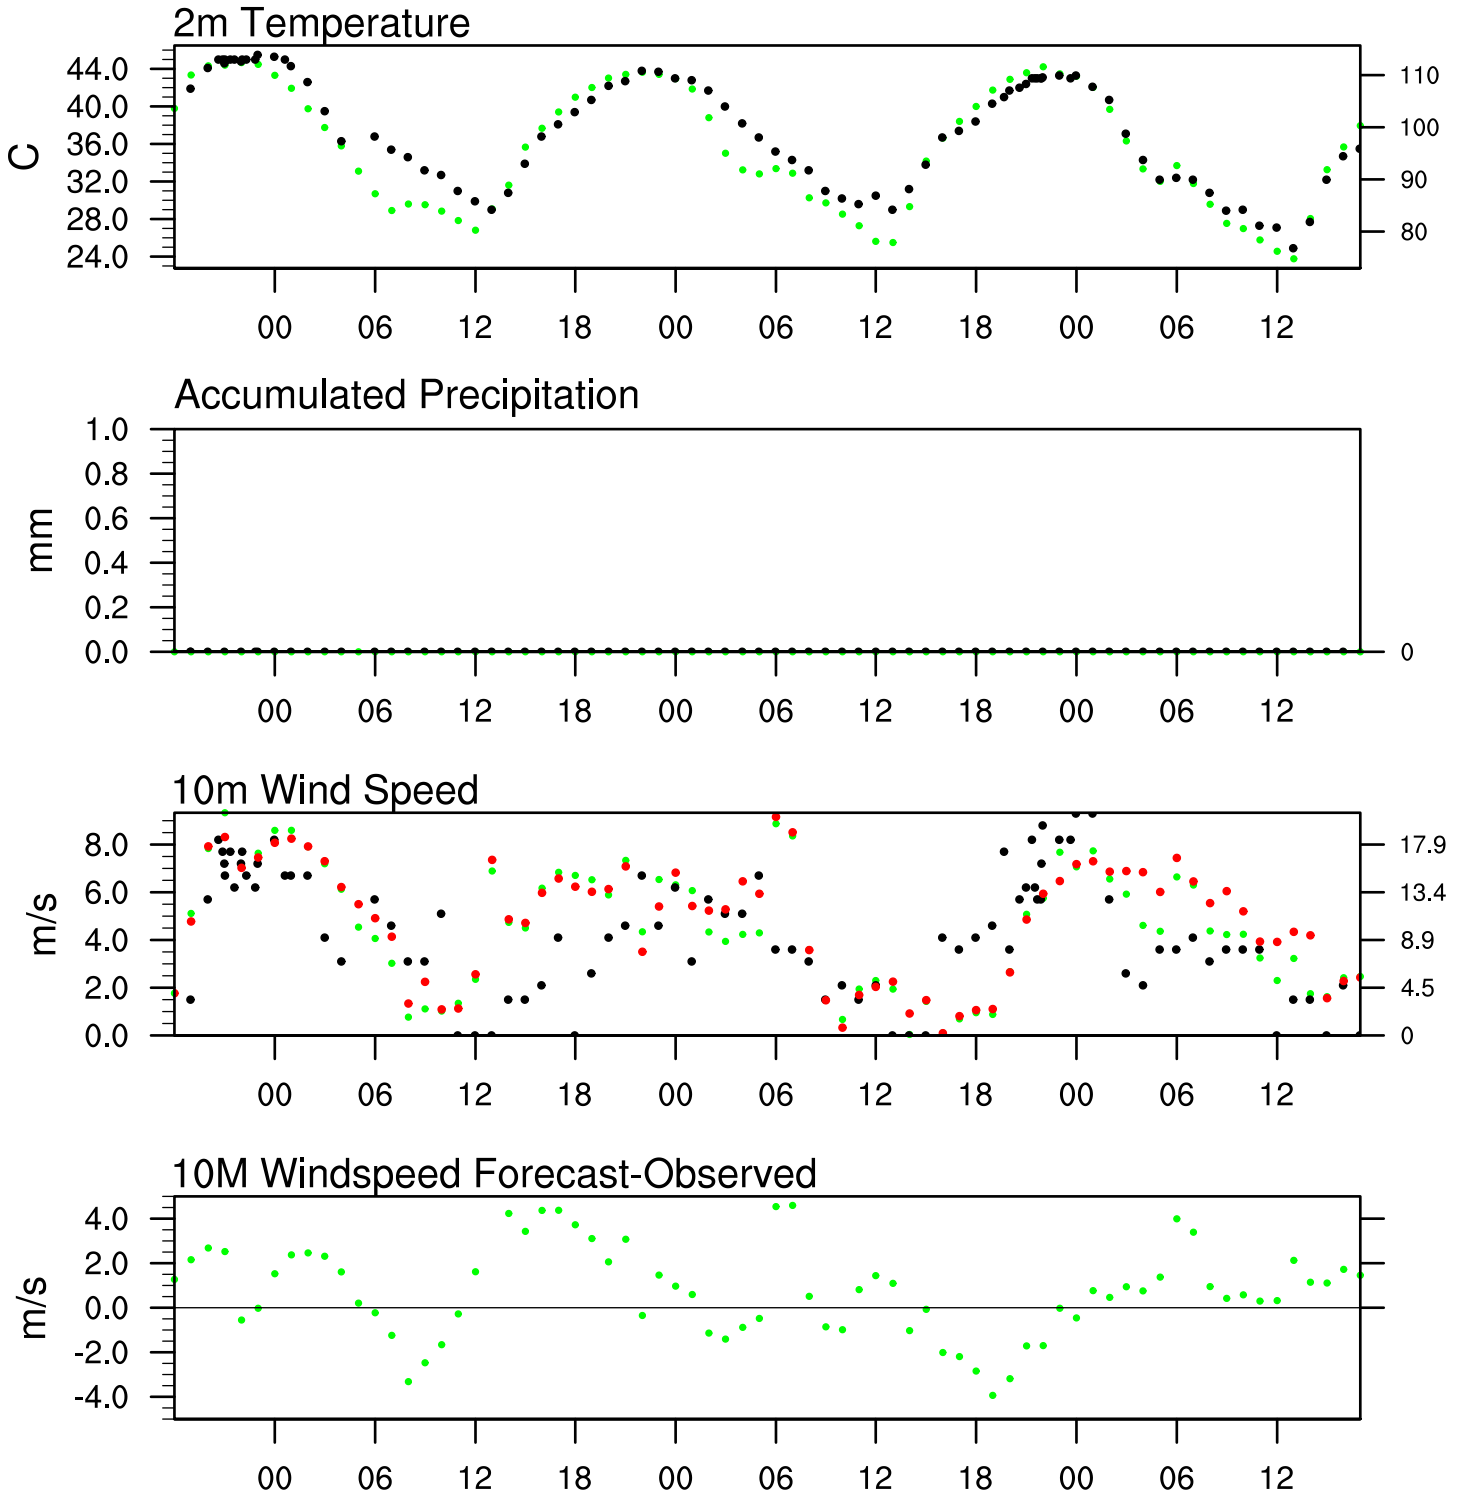 2m Temperature
44.0
40.0
36.0
32.0
28.0
24.0
C
110
100
90
80
00 06 12 18 00 06 12 18 00 06 12
Accumulated Precipitation
1.0
0.8
0.6
0.4
0.2
0.0
mm
0
00 06 12 18 00 06 12 18 00 06 12
10m Wind Speed
8.0
6.0
4.0
2.0
0.0
m/s
17.9
13.4
8.9
4.5
0
00 06 12 18 00 06 12 18 00 06 12
10M Windspeed Forecast-Observed
4.0
2.0
0.0
-2.0
-4.0
m/s
00 06 12 18 00 06 12 18 00 06 12